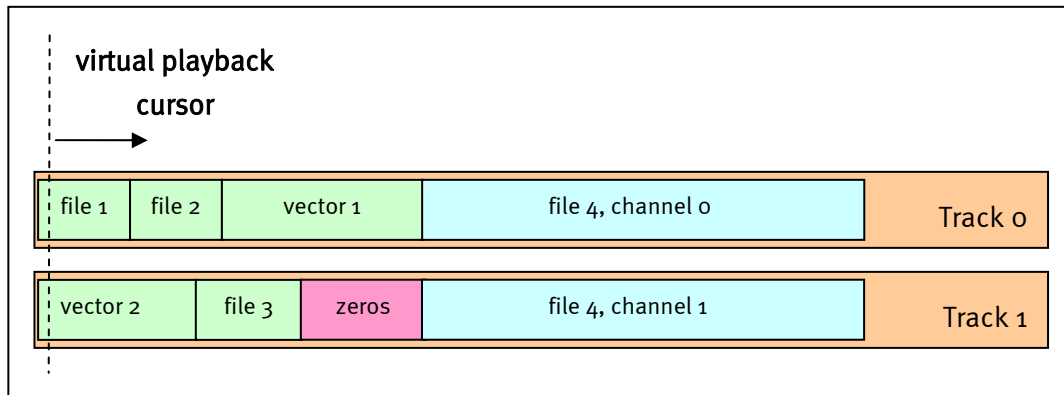 virtual playback
cursor
file 1 file 2 vector 1 file 4, channel 0 Track 0
vector 2 file 3 zeros file 4, channel 1 Track 1